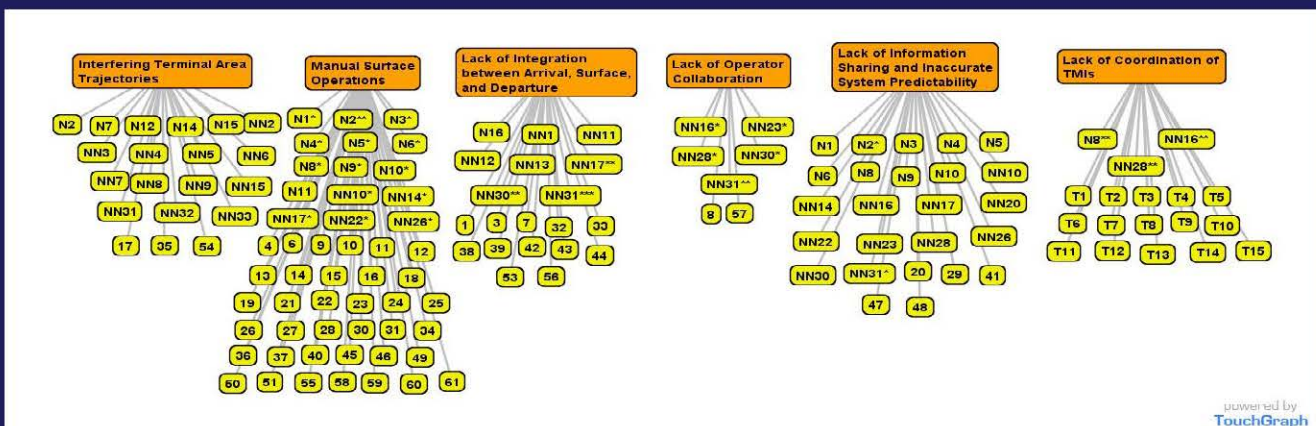 Interfering Terminal Area
Trajectories
Manual Surface
Operations
Lack of Integration
between Arrival, Surface,
and Departure
Lack of Operator
Collaboration
Lack of Information
Sharing and Inaccurate
System Predictability
Lack of Coordination of
TMIs
N2 N7 N12 N14 N15 NN2
NN3 NN4 NN5 NN6
NN7 NN8 NN9 NN15
NN31 NN32 NN33
17 35 54
N1^ N2^^ N3^
N4^ N5* N6^
N8* N9* N10*
N11 NN10* NN14*
NN17^ NN22* NN26*
4 6 9 10 11 12
13 14 15 16 18
19 21 22 23 24 25
26 27 28 30 31 34
36 37 40 45 46 49
50 51 55 58 59 60 61
N16 NN1 NN11
NN12 NN13 NN17**
NN30** NN31***
1 3 7 32 33
38 39 42 43 44
53 56
NN16* NN23*
NN28* NN30*
NN31^^
8 57
N1 N2^ N3 N4 N5
N6 N8 N9 N10 NN10
NN14 NN16 NN17 NN20
NN22 NN23 NN28 NN26
NN30 NN31^ 20 29 41
47 48
N8** NN16^^
NN28**
T1 T2 T3 T4 T5
T6 T7 T8 T9 T10
T11 T12 T13 T14 T15
powered by
TouchGraph